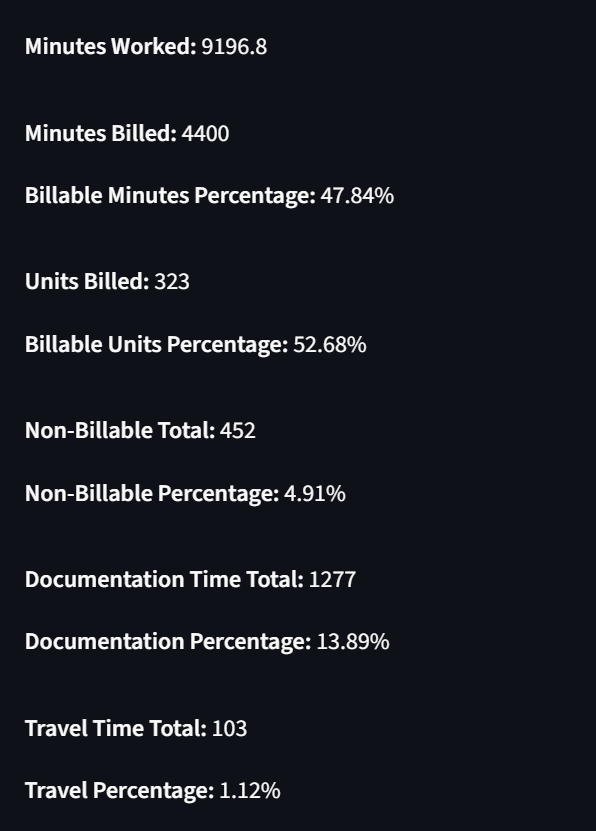 Minutes Worked: 9196.8
Minutes Billed: 4400
Billable Minutes Percentage: 47.84%
Units Billed: 323
Billable Units Percentage: 52.68%
Non-Billable Total: 452
Non-Billable Percentage: 4.91%
Documentation Time Total: 1277
Documentation Percentage: 13.89%
Travel Time Total: 103
Travel Percentage: 1.12%